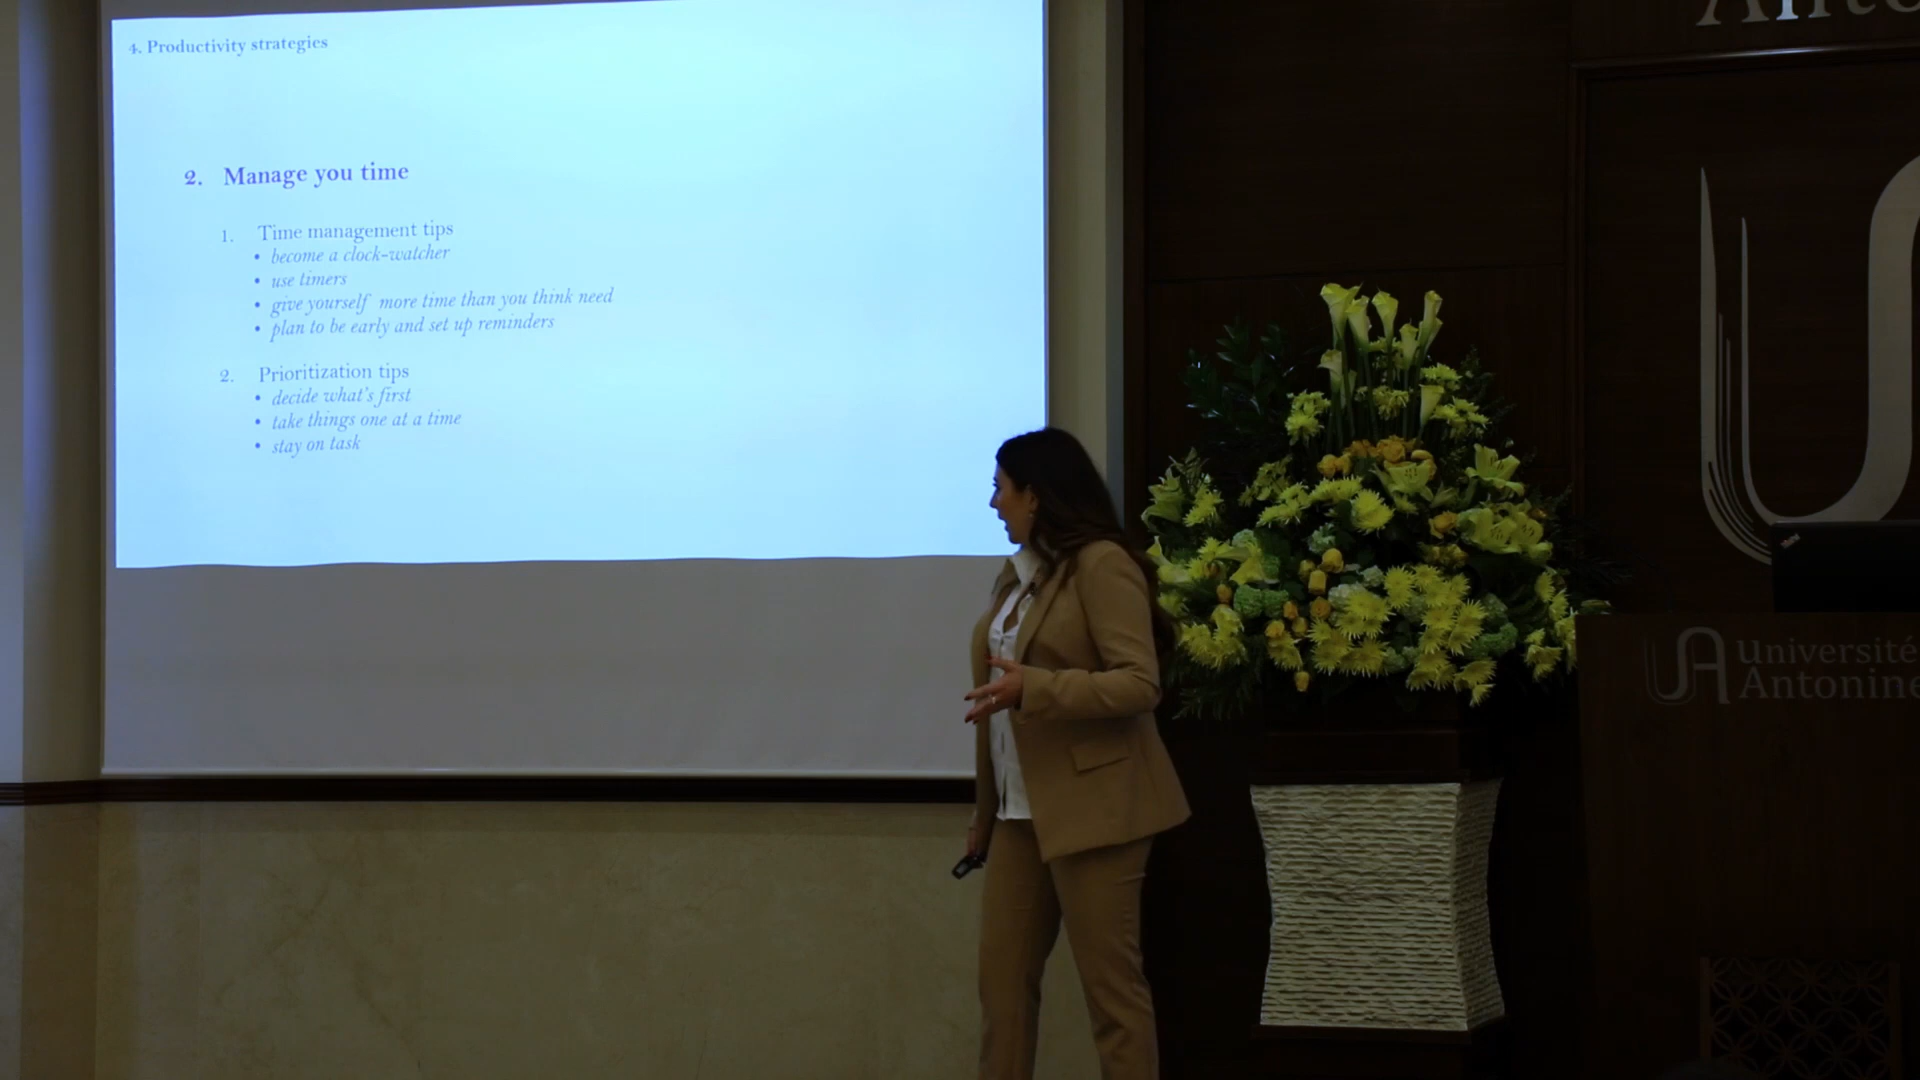 4. Productivity strategies
2. Manage you time
1. Time management tips
• become a clock-watcher
• use timers
• give yourself more time than you think need
• plan to be early and set up reminders
2. Prioritization tips
• decide what's first
• take things one at a time
• stay on task
UA
Université
Antonine